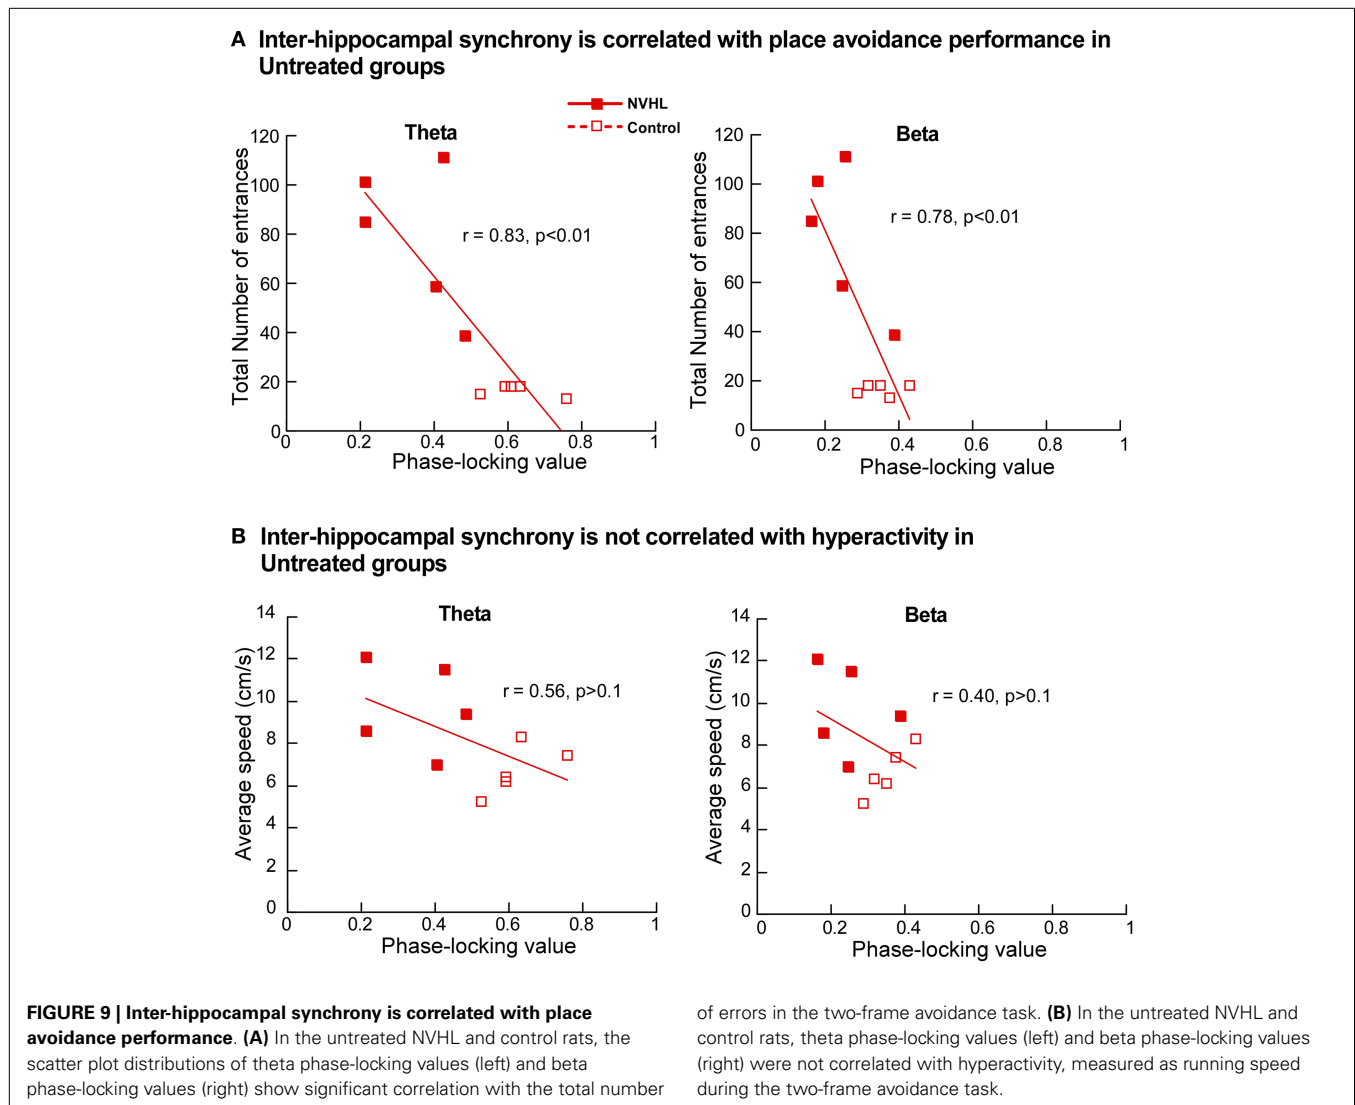 A Inter-hippocampal synchrony is correlated with place avoidance performance in
Untreated groups
NVHL
Control
Theta
120
100
80
60
40
20
0
Total Number of entrances
r = 0.83, p<0.01
0 0.2 0.4 0.6 0.8 1
Phase-locking value
Beta
120
100
80
60
40
20
0
Total Number of entrances
r = 0.78, p<0.01
0 0.2 0.4 0.6 0.8 1
Phase-locking value
B Inter-hippocampal synchrony is not correlated with hyperactivity in
Untreated groups
Theta
14
12
10
8
6
4
2
0
Average speed (cm/s)
r = 0.56, p>0.1
0 0.2 0.4 0.6 0.8 1
Phase-locking value
Beta
14
12
10
8
6
4
2
0
Average speed (cm/s)
r = 0.40, p>0.1
0 0.2 0.4 0.6 0.8 1
Phase-locking value
FIGURE 9 | Inter-hippocampal synchrony is correlated with place
avoidance performance. (A) In the untreated NVHL and control rats, the
scatter plot distributions of theta phase-locking values (left) and beta
phase-locking values (right) show significant correlation with the total number
of errors in the two-frame avoidance task. (B) In the untreated NVHL and
control rats, theta phase-locking values (left) and beta phase-locking values
(right) were not correlated with hyperactivity, measured as running speed
during the two-frame avoidance task.